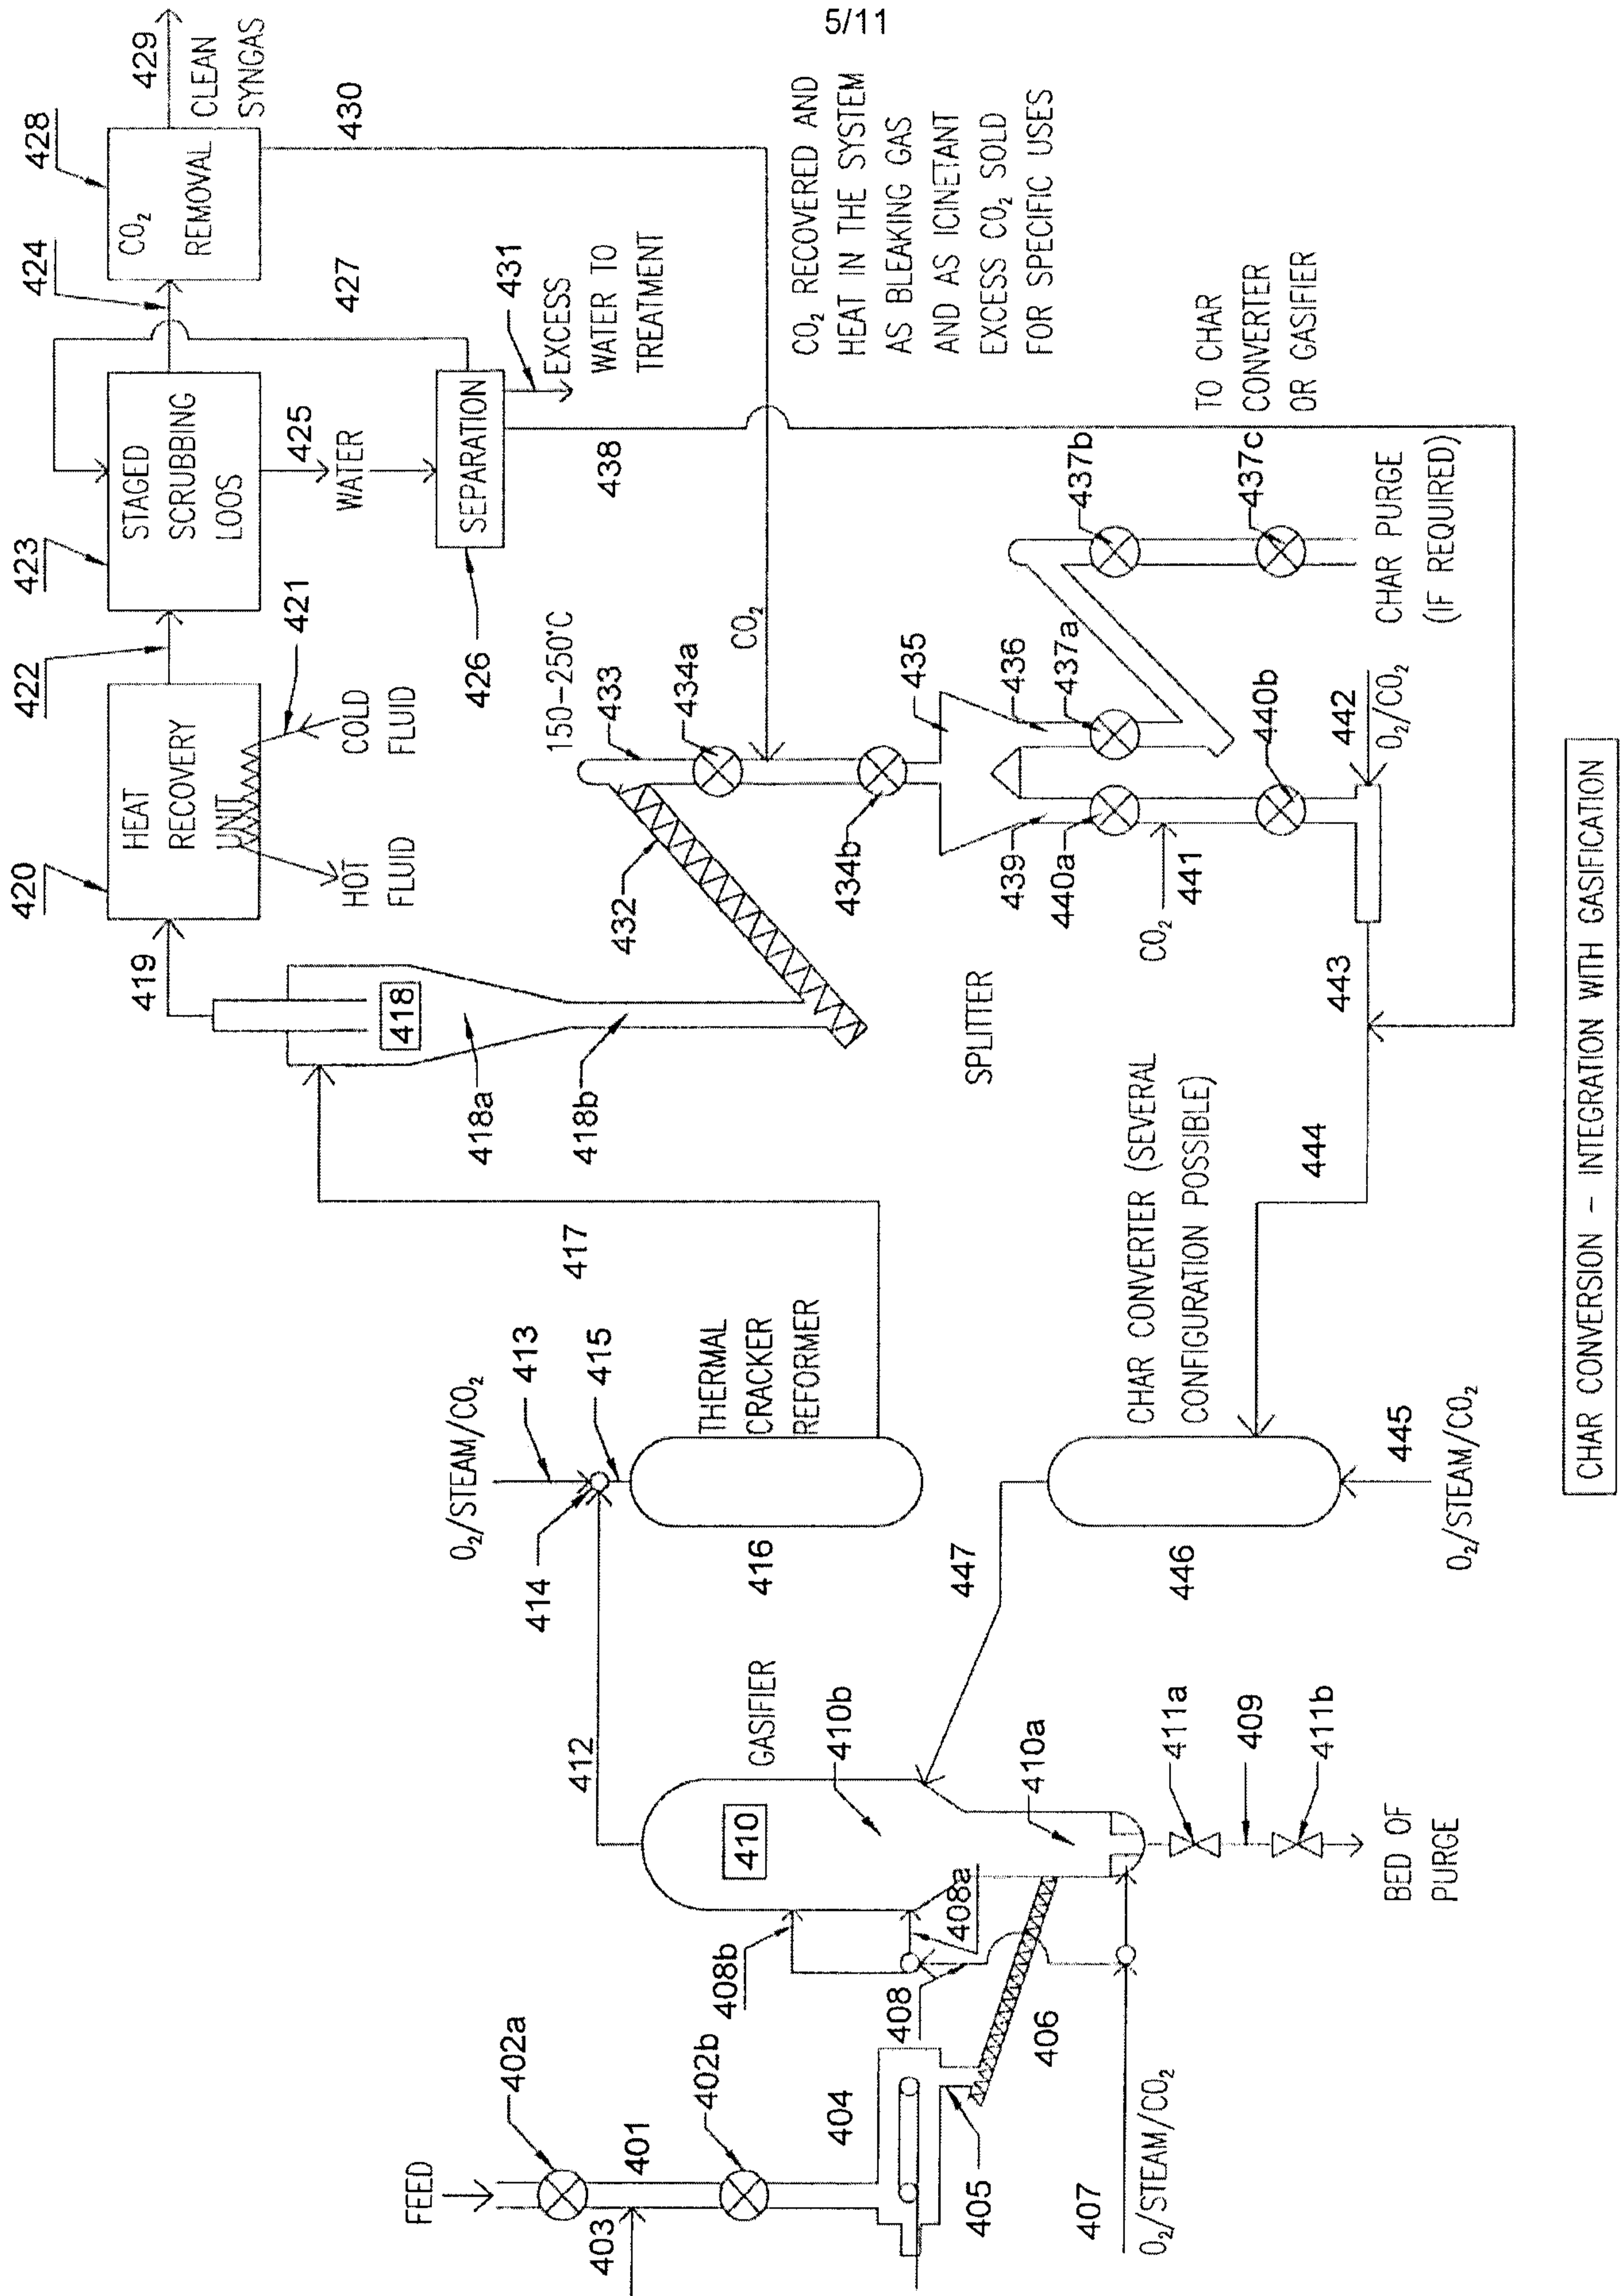 5/11
FEED
402a
401
403
402b
404
405
406
407
O₂/STEAM/CO₂
408
408a
408b
410
GASIFIER
410b
410a
411a
409
411b
BED OF
PURGE
412
O₂/STEAM/CO₂
413
414
415
THERMAL
CRACKER
REFORMER
416
417
418
418a
418b
419
420
HEAT
RECOVERY
UNIT
HOT
FLUID
COLD
FLUID
421
422
423
STAGED
SCRUBBING
LOOS
424
425
WATER
SEPARATION
426
427
428
CO₂
REMOVAL
429
CLEAN
SYNGAS
430
431
EXCESS
WATER TO
TREATMENT
CO₂ RECOVERED AND
HEAT IN THE SYSTEM
AS BLEAKING GAS
AND AS ICINETANT
EXCESS CO₂ SOLD
FOR SPECIFIC USES
432
150-250°C
433
434a
CO₂
434b
SPLITTER
435
436
437a
437b
437c
TO CHAR
CONVERTER
OR GASIFIER
CHAR PURGE
(IF REQUIRED)
438
439
440a
440b
CO₂
441
442
O₂/CO₂
443
444
CHAR CONVERTER (SEVERAL
CONFIGURATION POSSIBLE)
445
O₂/STEAM/CO₂
446
447
CHAR CONVERSION - INTEGRATION WITH GASIFICATION